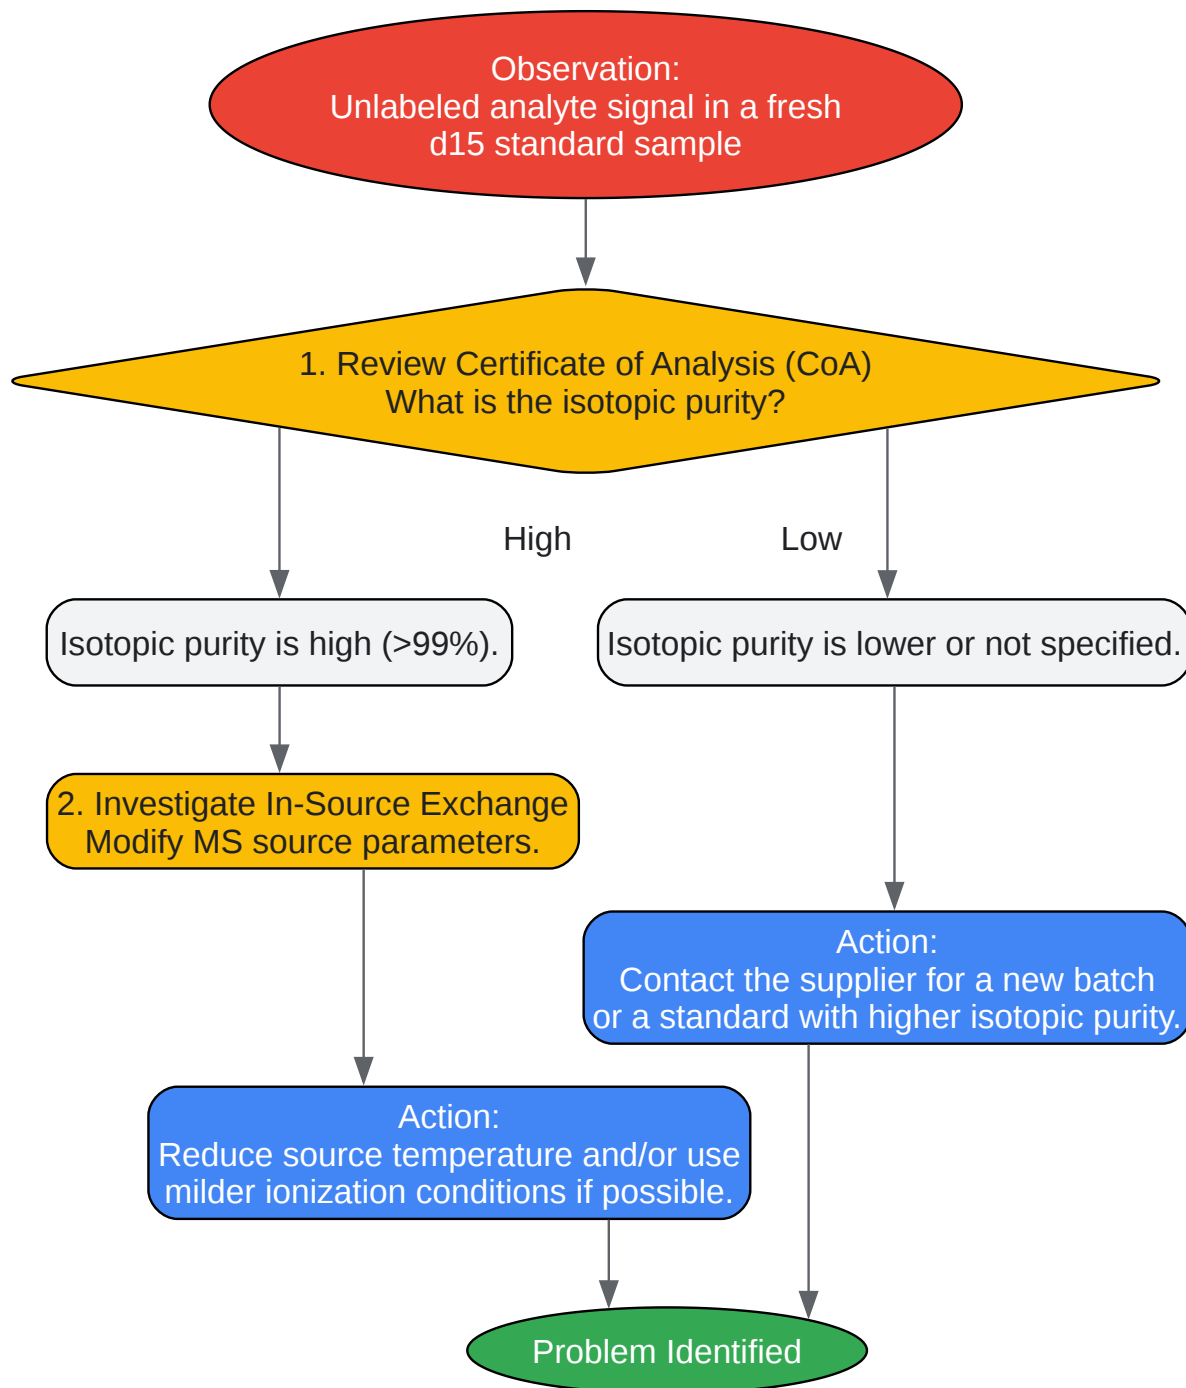 Observation:
Unlabeled analyte signal in a fresh
d15 standard sample
1. Review Certificate of Analysis (CoA)
What is the isotopic purity?
High
Low
Isotopic purity is high (>99%).
Isotopic purity is lower or not specified.
2. Investigate In-Source Exchange
Modify MS source parameters.
Action:
Contact the supplier for a new batch
or a standard with higher isotopic purity.
Action:
Reduce source temperature and/or use
milder ionization conditions if possible.
Problem Identified